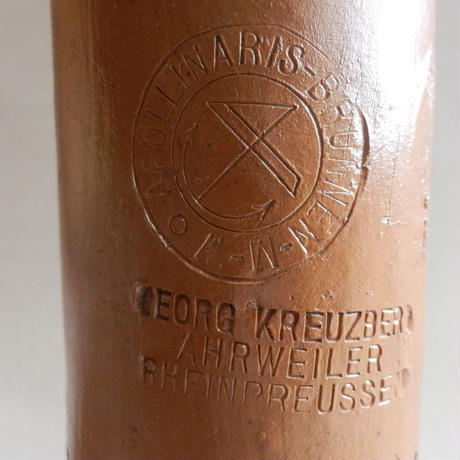 O APOLLINARIS-BRUNNEN-M-W
GEORG KREUZBERG
AHRWEILER
RHEINPREUSSEN